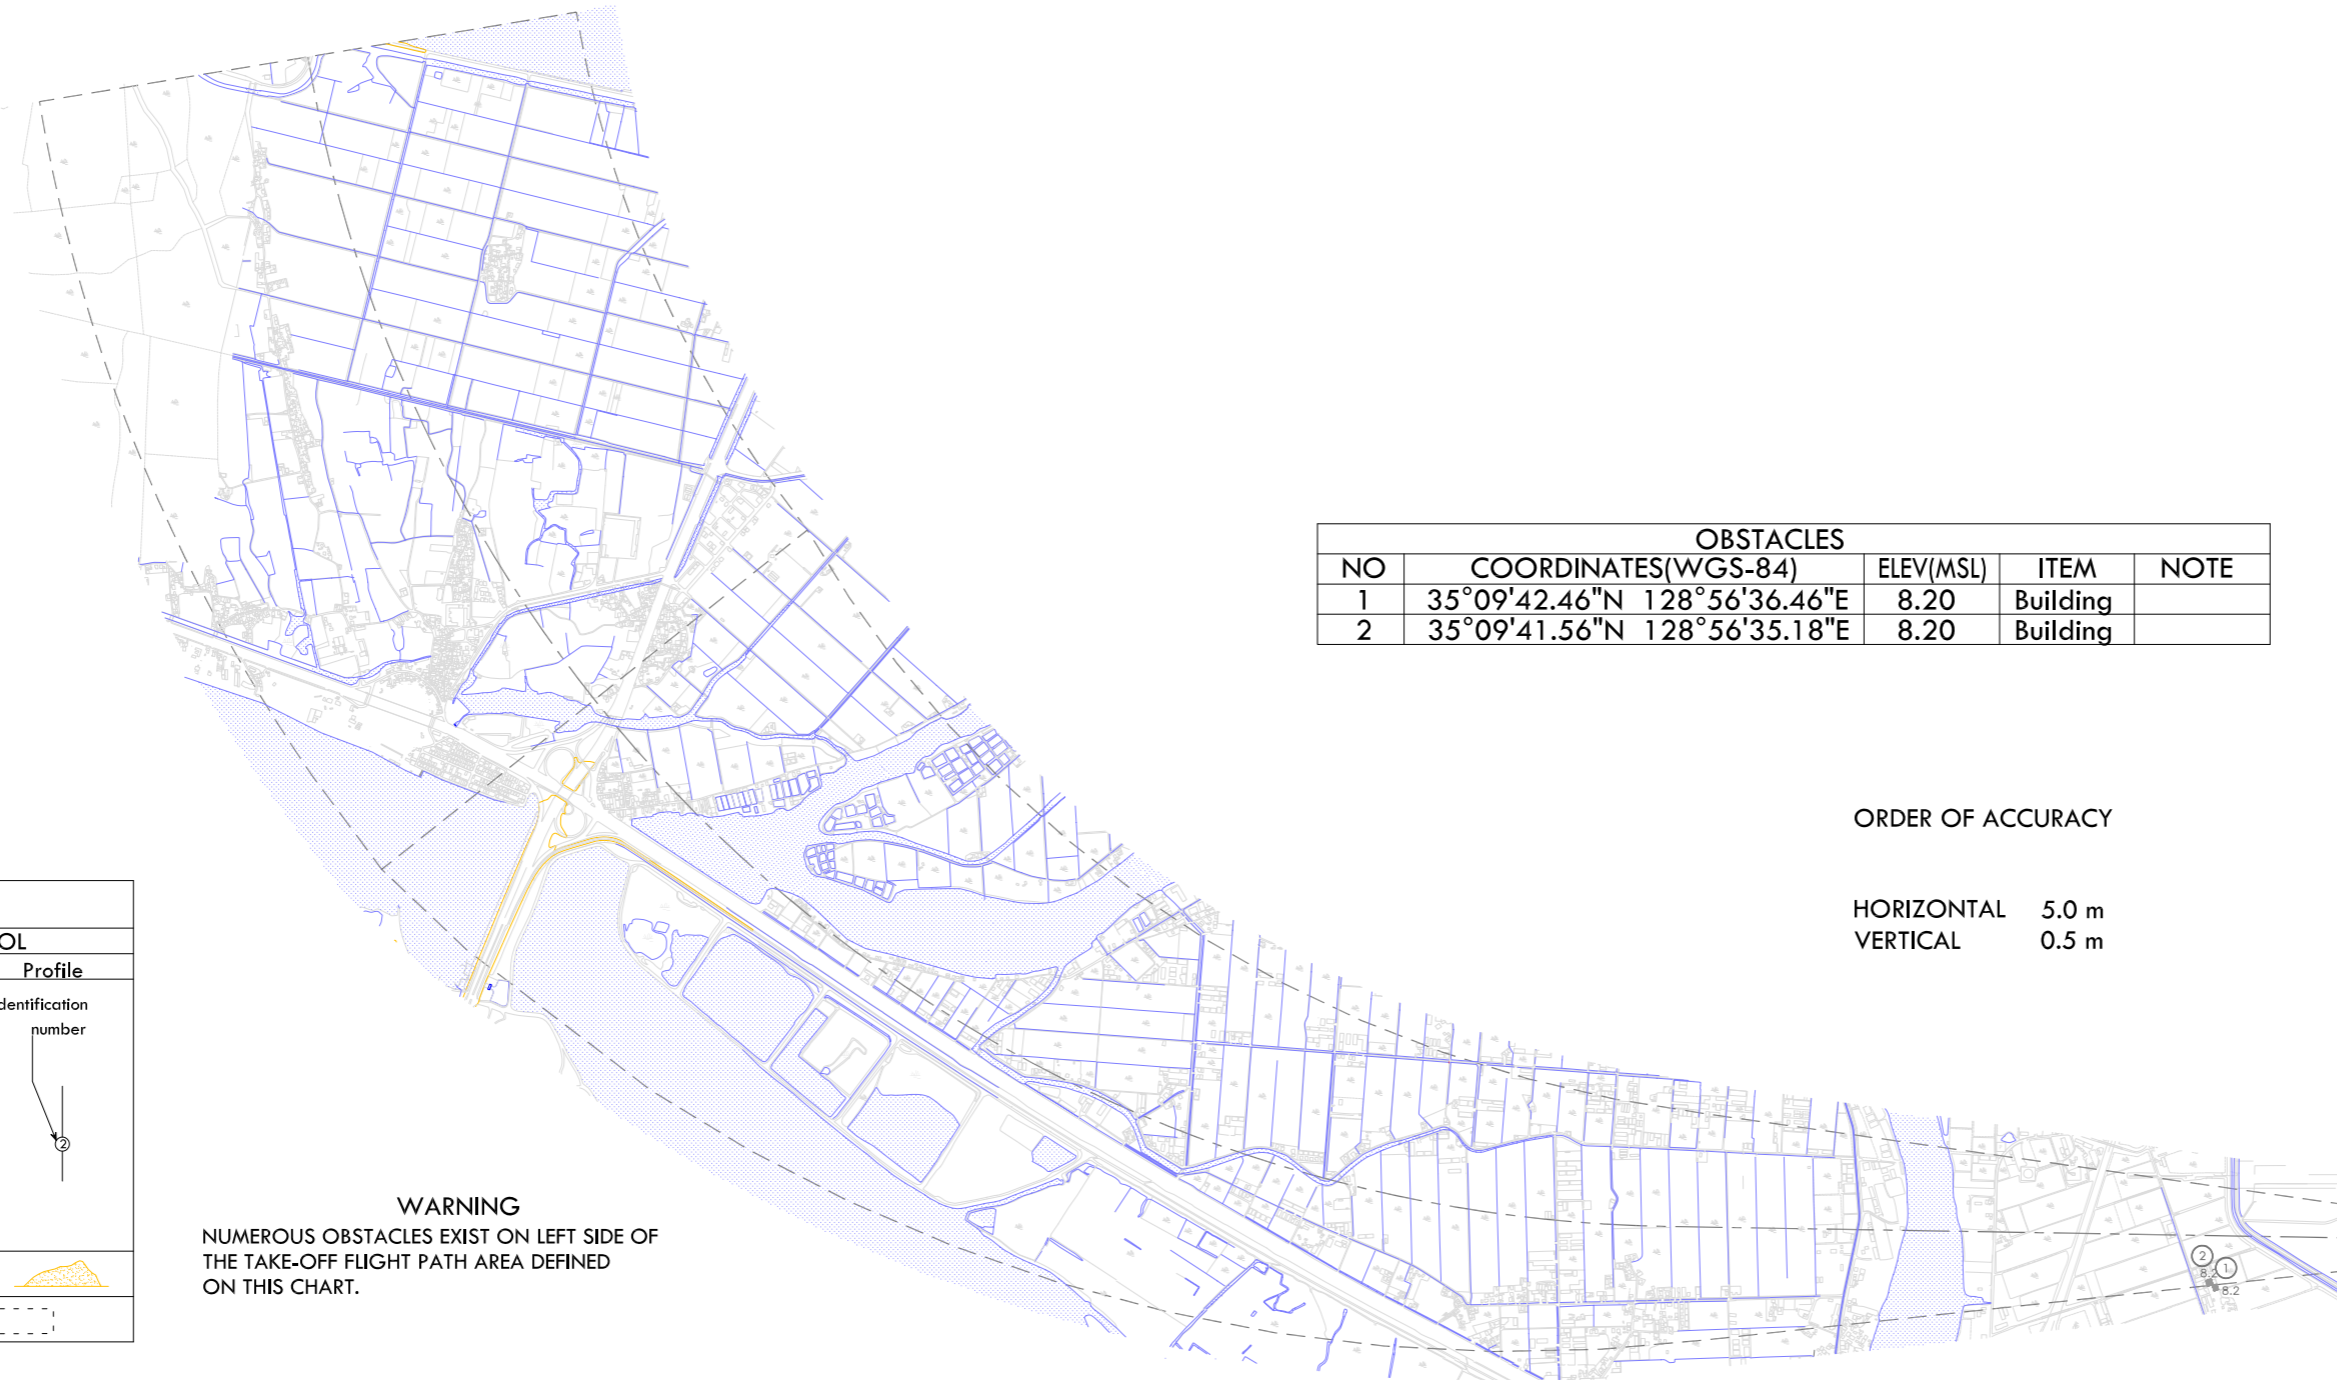 OBSTACLES
NO COORDINATES(WGS-84) ELEV(MSL) ITEM NOTE
1 35°09'42.46"N 128°56'36.46"E 8.20 Building
2 35°09'41.56"N 128°56'35.18"E 8.20 Building
ORDER OF ACCURACY
HORIZONTAL 5.0 m
VERTICAL 0.5 m
OL
Profile
dentification
number
2
WARNING
NUMEROUS OBSTACLES EXIST ON LEFT SIDE OF
THE TAKE-OFF FLIGHT PATH AREA DEFINED
ON THIS CHART.
2
1
8.2
8.2